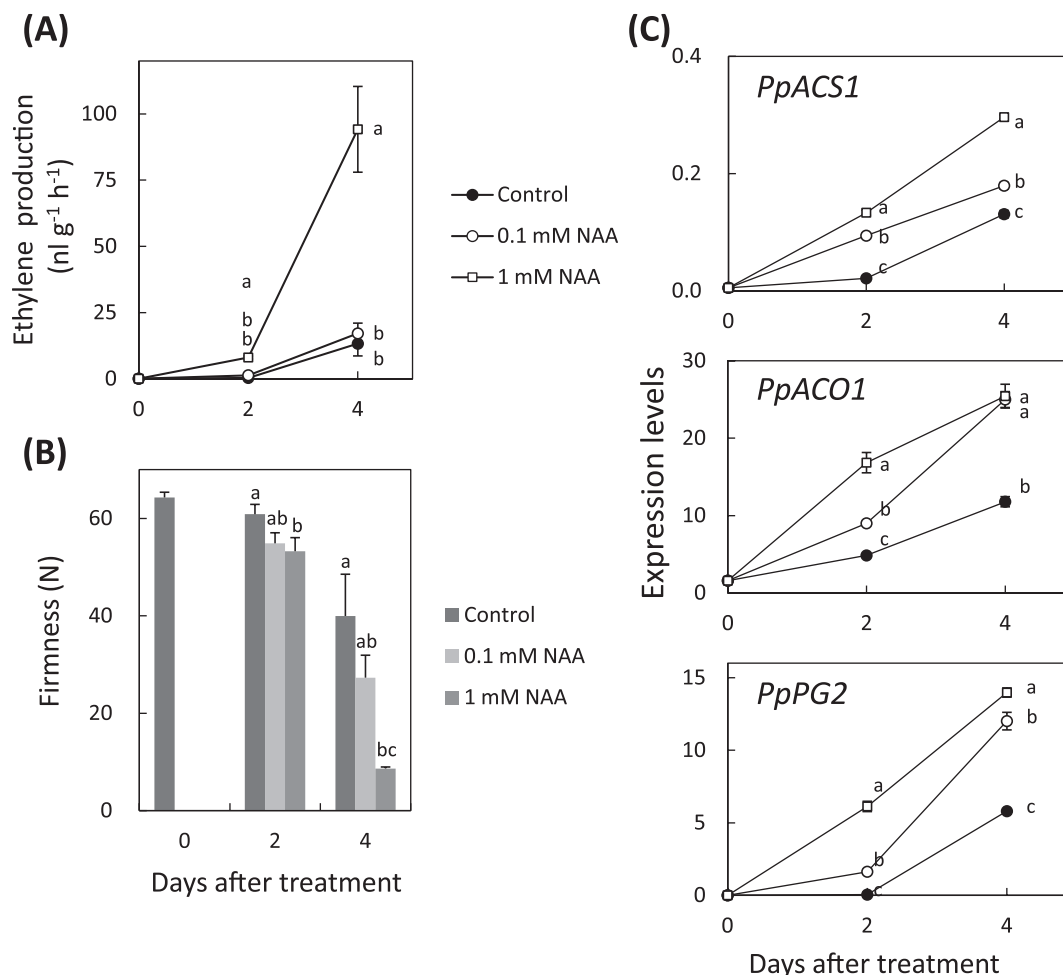 (A)
Ethylene production
(nl g⁻¹ h⁻¹)
100
75
50
25
0
a
b
b
a
b
b
0
2
4
Control
0.1 mM NAA
1 mM NAA
(B)
Firmness (N)
60
40
20
0
a
ab
b
a
ab
bc
0
2
4
Days after treatment
Control
0.1 mM NAA
1 mM NAA
(C)
Expression levels
PpACS1
0.4
0.2
0.0
a
b
c
a
b
c
0
2
4
PpACO1
30
20
10
0
a
b
c
a
a
b
0
2
4
PpPG2
15
10
5
0
a
b
c
a
b
c
0
2
4
Days after treatment